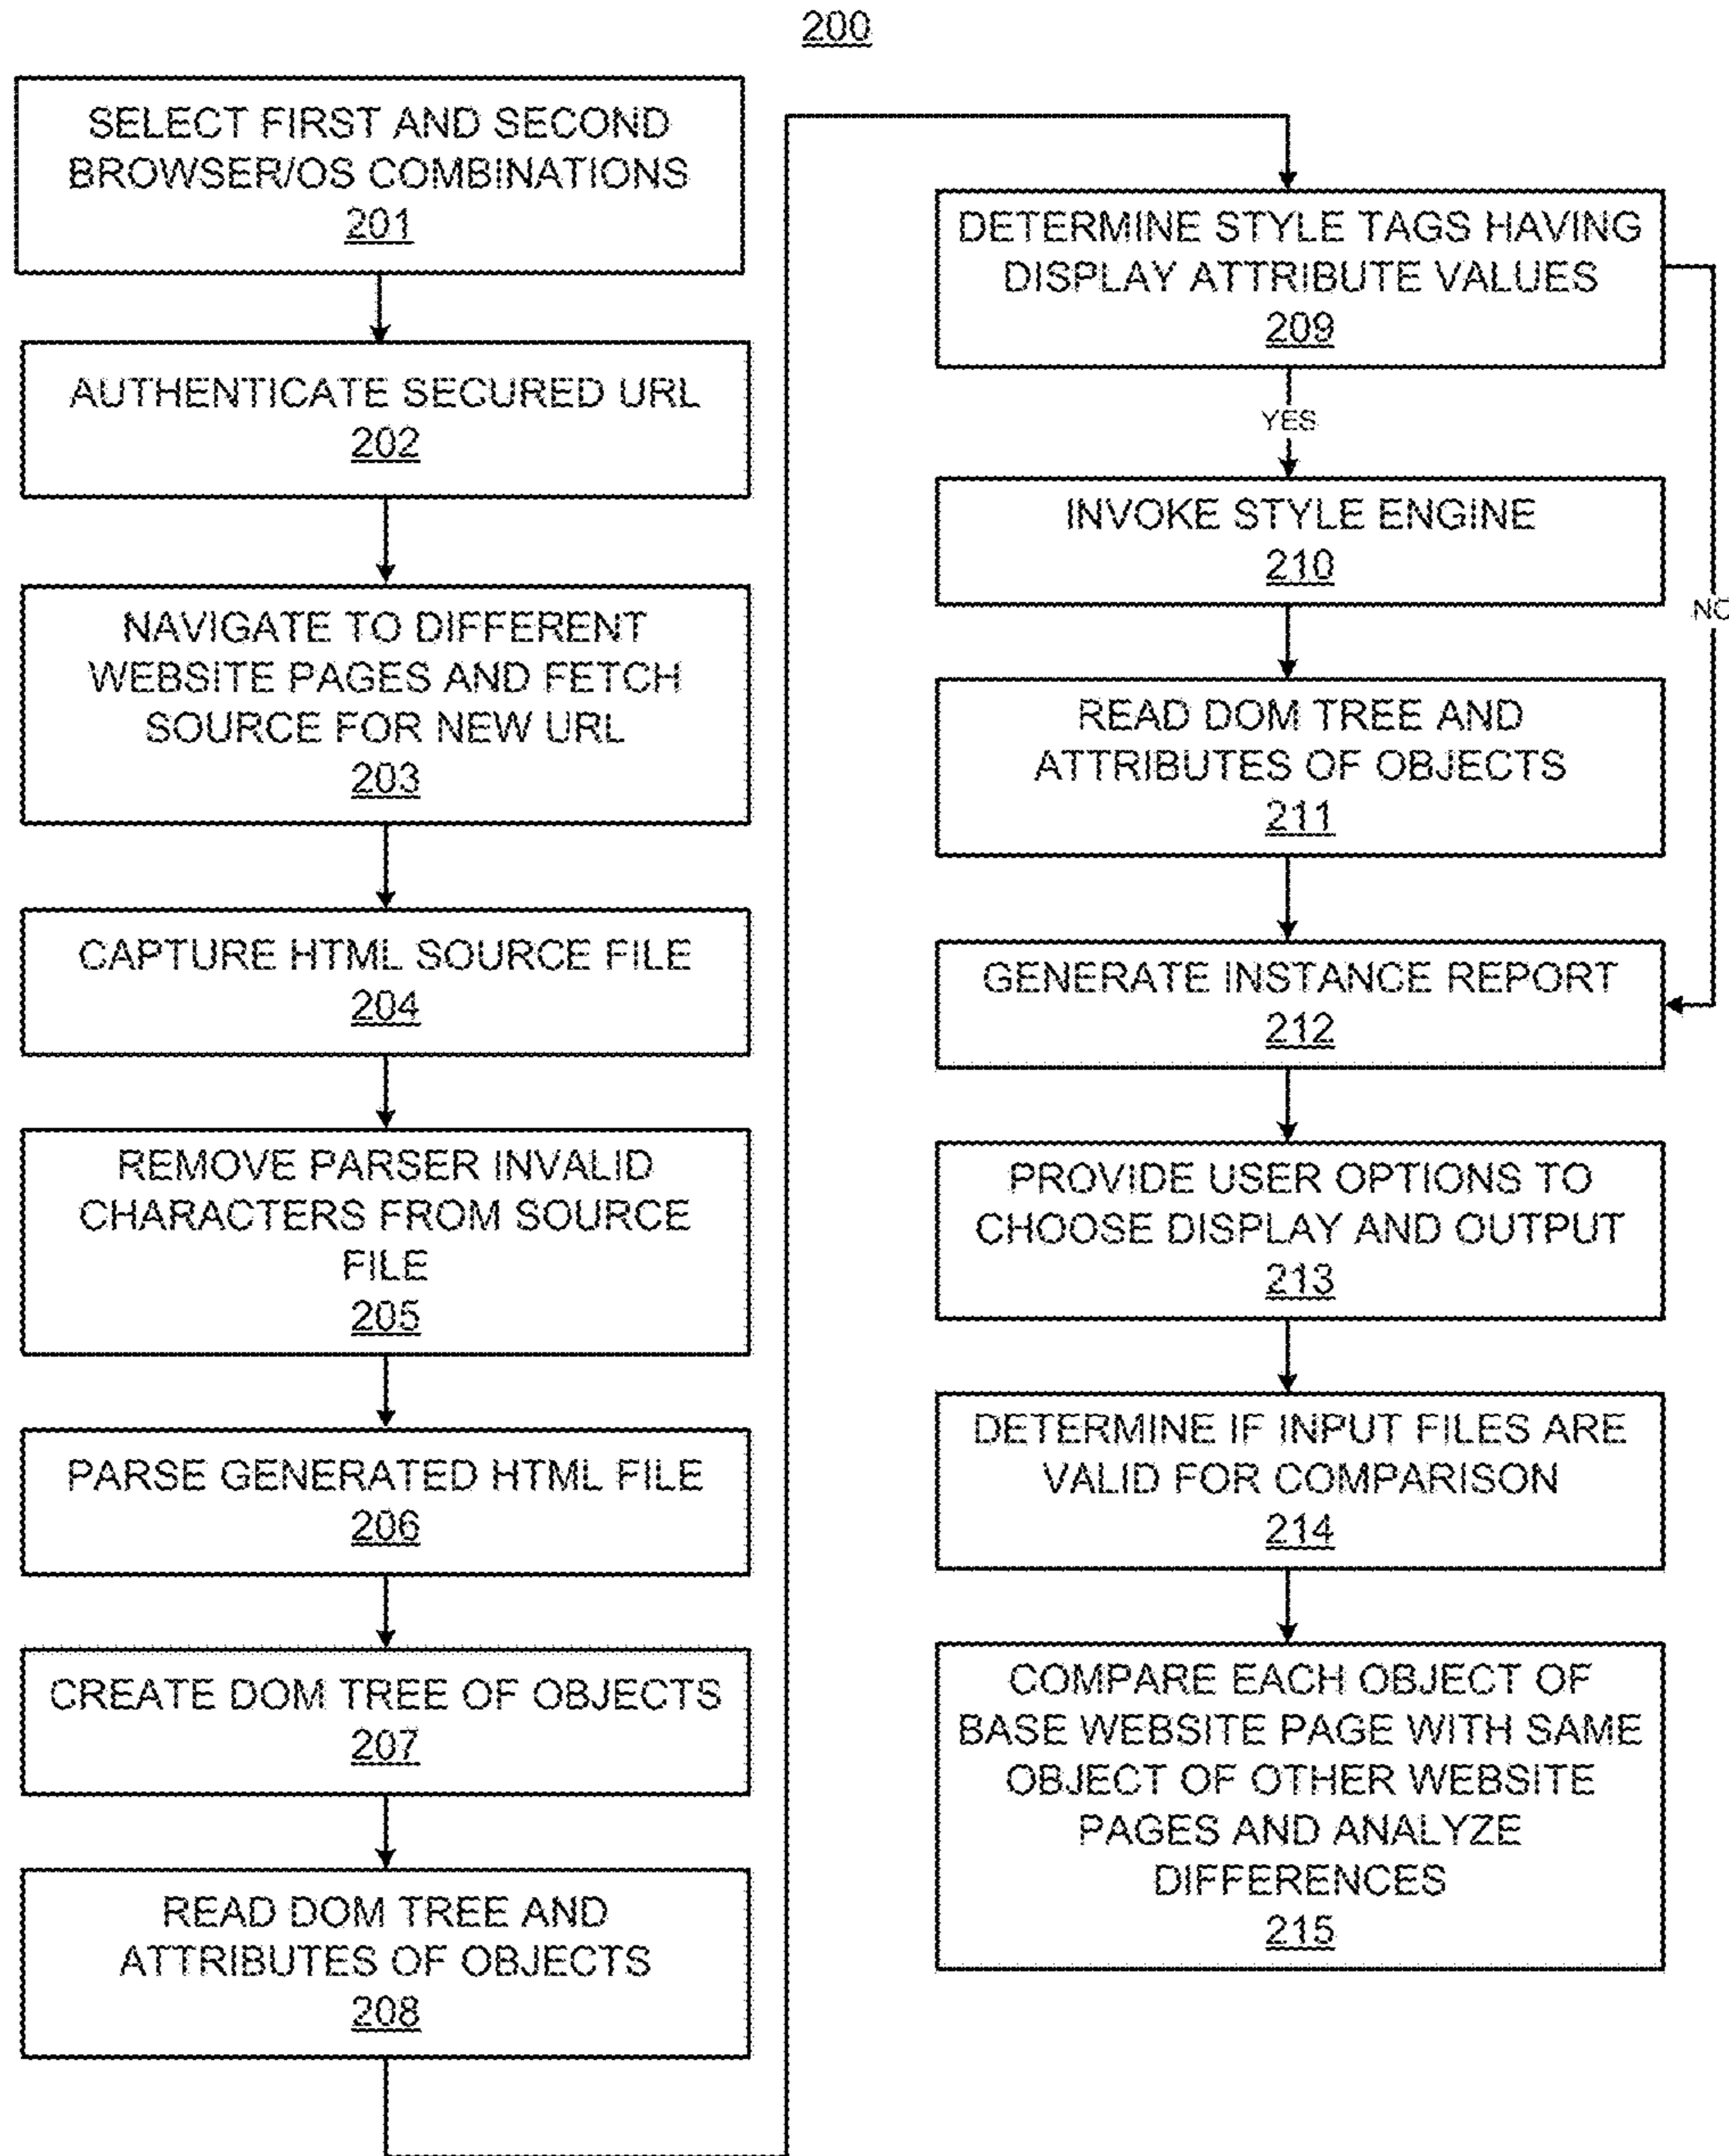 200
SELECT FIRST AND SECOND
BROWSER/OS COMBINATIONS
201
AUTHENTICATE SECURED URL
202
NAVIGATE TO DIFFERENT
WEBSITE PAGES AND FETCH
SOURCE FOR NEW URL
203
CAPTURE HTML SOURCE FILE
204
REMOVE PARSER INVALID
CHARACTERS FROM SOURCE
FILE
205
PARSE GENERATED HTML FILE
206
CREATE DOM TREE OF OBJECTS
207
READ DOM TREE AND
ATTRIBUTES OF OBJECTS
208
DETERMINE STYLE TAGS HAVING
DISPLAY ATTRIBUTE VALUES
209
YES
NO
INVOKE STYLE ENGINE
210
READ DOM TREE AND
ATTRIBUTES OF OBJECTS
211
GENERATE INSTANCE REPORT
212
PROVIDE USER OPTIONS TO
CHOOSE DISPLAY AND OUTPUT
213
DETERMINE IF INPUT FILES ARE
VALID FOR COMPARISON
214
COMPARE EACH OBJECT OF
BASE WEBSITE PAGE WITH SAME
OBJECT OF OTHER WEBSITE
PAGES AND ANALYZE
DIFFERENCES
215